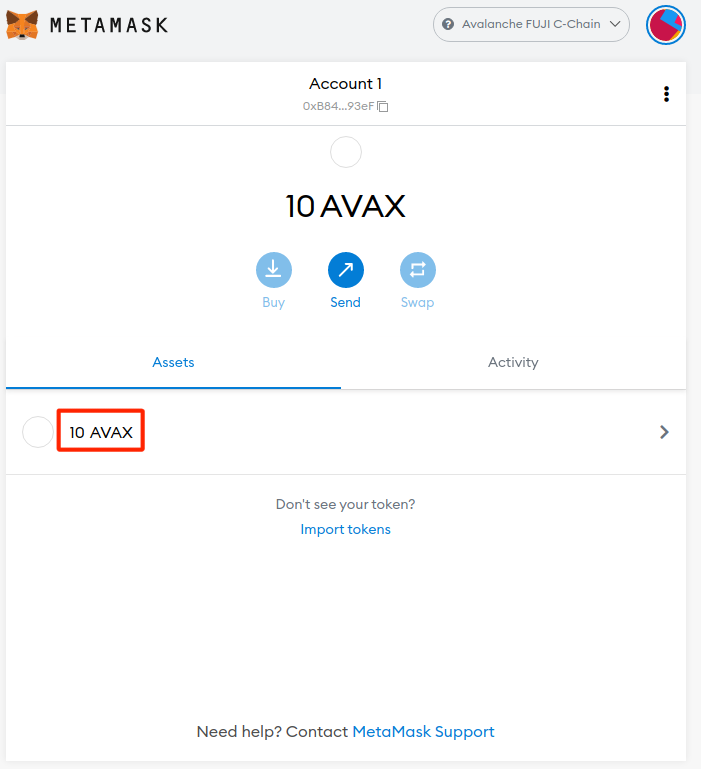 METAMASK
Avalanche FUJI C-Chain
Account 1
0xB84...93eF
10 AVAX
Buy
Send
Swap
Assets
Activity
10 AVAX
Don't see your token?
Import tokens
Need help? Contact MetaMask Support